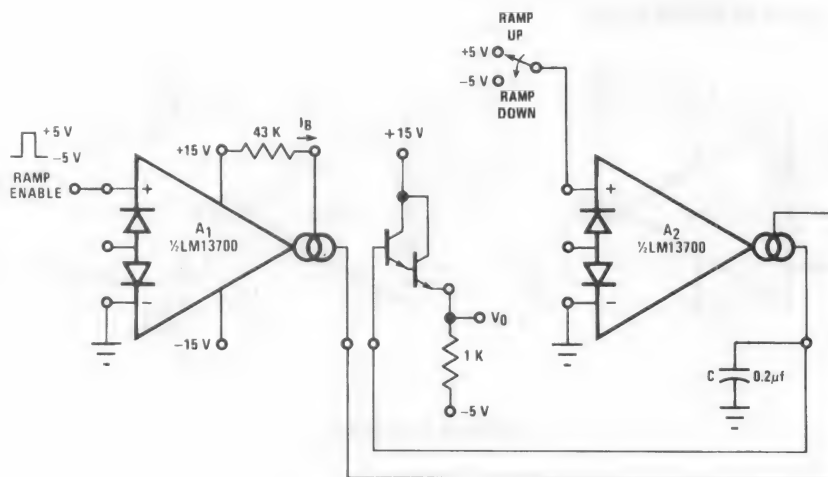 RAMP
UP
+5 V
-5 V
RAMP
DOWN
+5 V
-5 V
RAMP
ENABLE
+
-
A1
½LM13700
+15 V
-15 V
43 K
IB
+15 V
VO
1 K
-5 V
+
-
A2
½LM13700
C
0.2μf